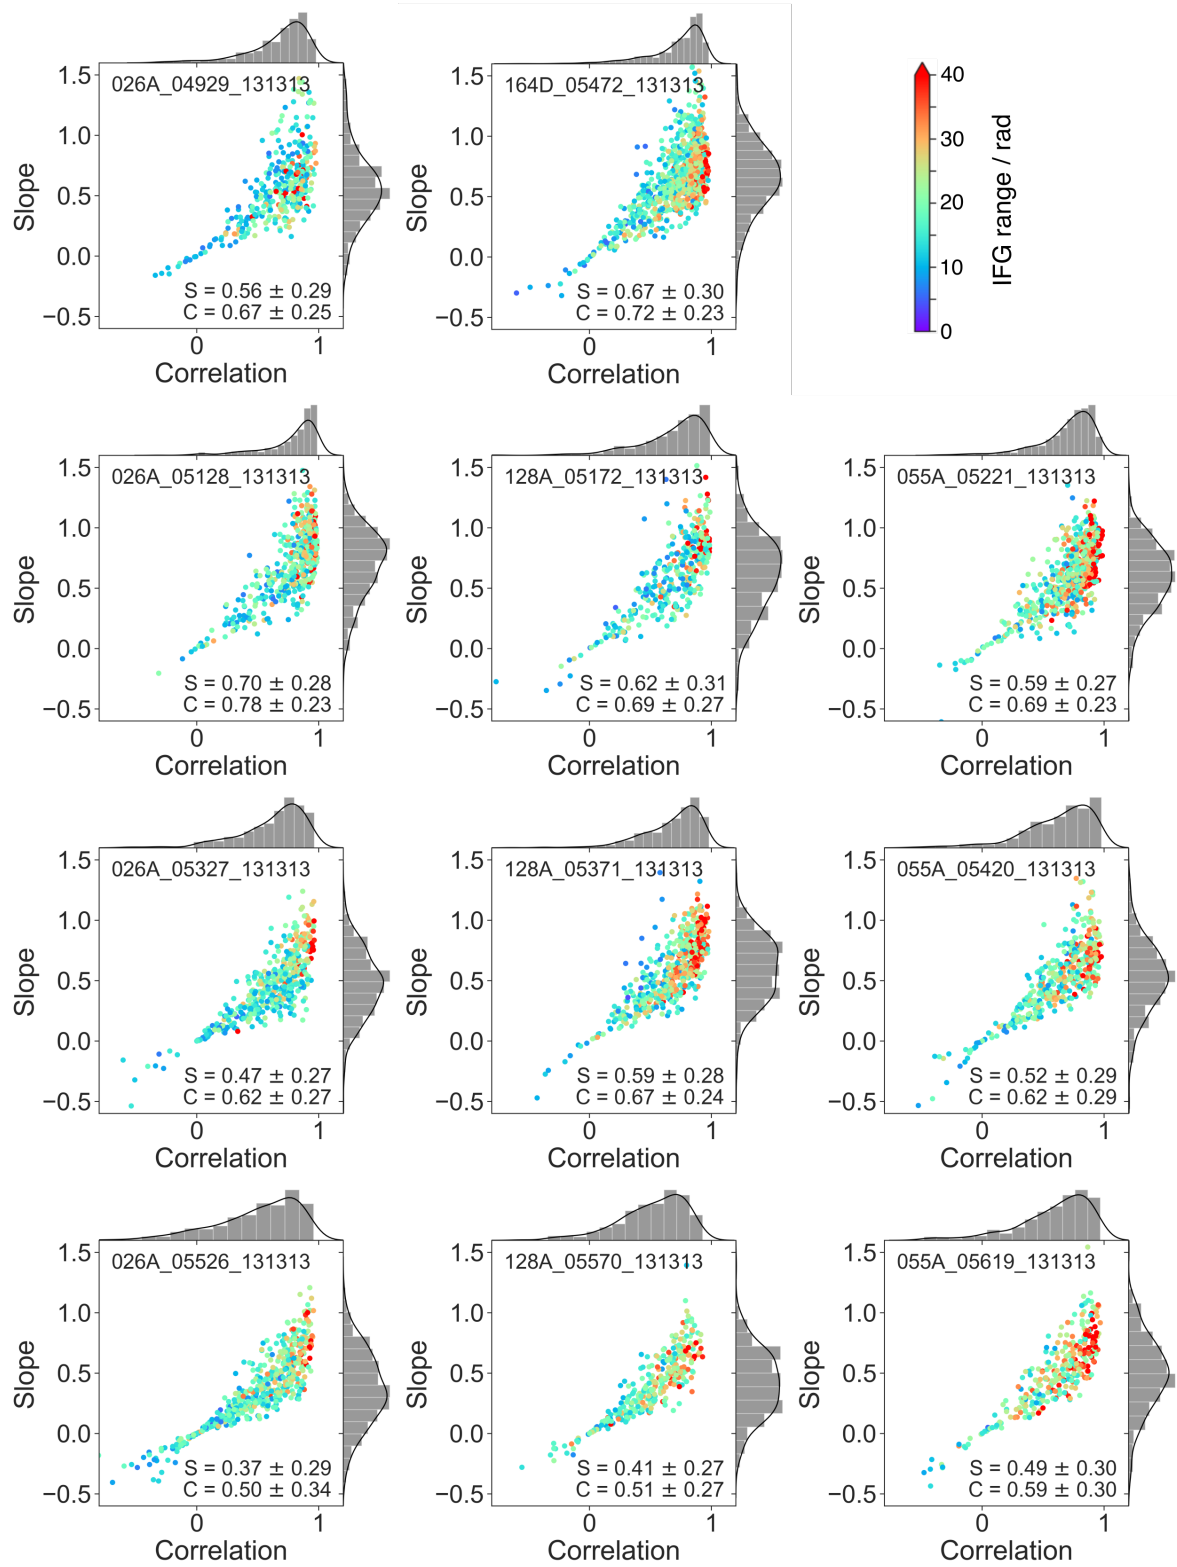 026A_04929_131313
1.5
1.0
0.5
0.0
−0.5
Slope
S = 0.56 ± 0.29
C = 0.67 ± 0.25
0 1
Correlation
164D_05472_131313
1.5
1.0
0.5
0.0
−0.5
Slope
S = 0.67 ± 0.30
C = 0.72 ± 0.23
0 1
Correlation
40
30
20
10
0
IFG range / rad
026A_05128_131313
1.5
1.0
0.5
0.0
−0.5
Slope
S = 0.70 ± 0.28
C = 0.78 ± 0.23
0 1
Correlation
128A_05172_131313
1.5
1.0
0.5
0.0
−0.5
Slope
S = 0.62 ± 0.31
C = 0.69 ± 0.27
0 1
Correlation
055A_05221_131313
1.5
1.0
0.5
0.0
−0.5
Slope
S = 0.59 ± 0.27
C = 0.69 ± 0.23
0 1
Correlation
026A_05327_131313
1.5
1.0
0.5
0.0
−0.5
Slope
S = 0.47 ± 0.27
C = 0.62 ± 0.27
0 1
Correlation
128A_05371_131313
1.5
1.0
0.5
0.0
−0.5
Slope
S = 0.59 ± 0.28
C = 0.67 ± 0.24
0 1
Correlation
055A_05420_131313
1.5
1.0
0.5
0.0
−0.5
Slope
S = 0.52 ± 0.29
C = 0.62 ± 0.29
0 1
Correlation
026A_05526_131313
1.5
1.0
0.5
0.0
−0.5
Slope
S = 0.37 ± 0.29
C = 0.50 ± 0.34
0 1
Correlation
128A_05570_131313
1.5
1.0
0.5
0.0
−0.5
Slope
S = 0.41 ± 0.27
C = 0.51 ± 0.27
0 1
Correlation
055A_05619_131313
1.5
1.0
0.5
0.0
−0.5
Slope
S = 0.49 ± 0.30
C = 0.59 ± 0.30
0 1
Correlation